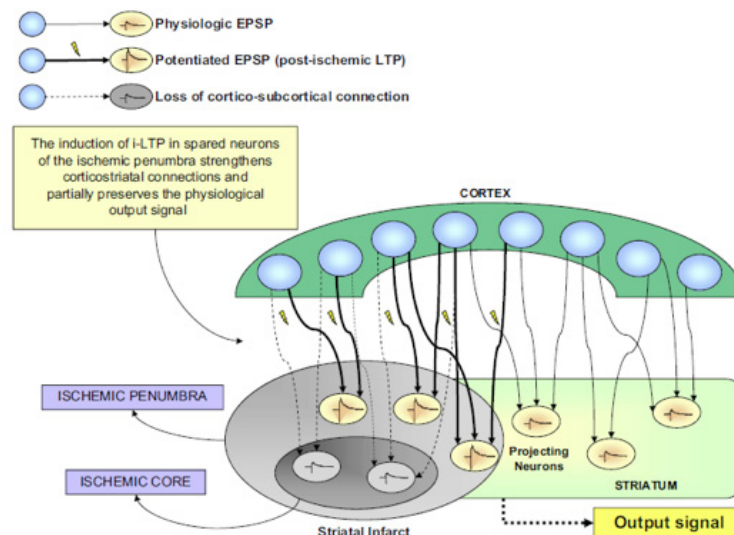 Physiologic EPSP
Potentiated EPSP (post-ischemic LTP)
Loss of cortico-subcortical connection
The induction of i-LTP in spared neurons
of the ischemic penumbra strengthens
corticostriatal connections and
partially preserves the physiological
output signal
CORTEX
ISCHEMIC PENUMBRA
Projecting
Neurons
ISCHEMIC CORE
STRIATUM
Striatal Infarct
Output signal